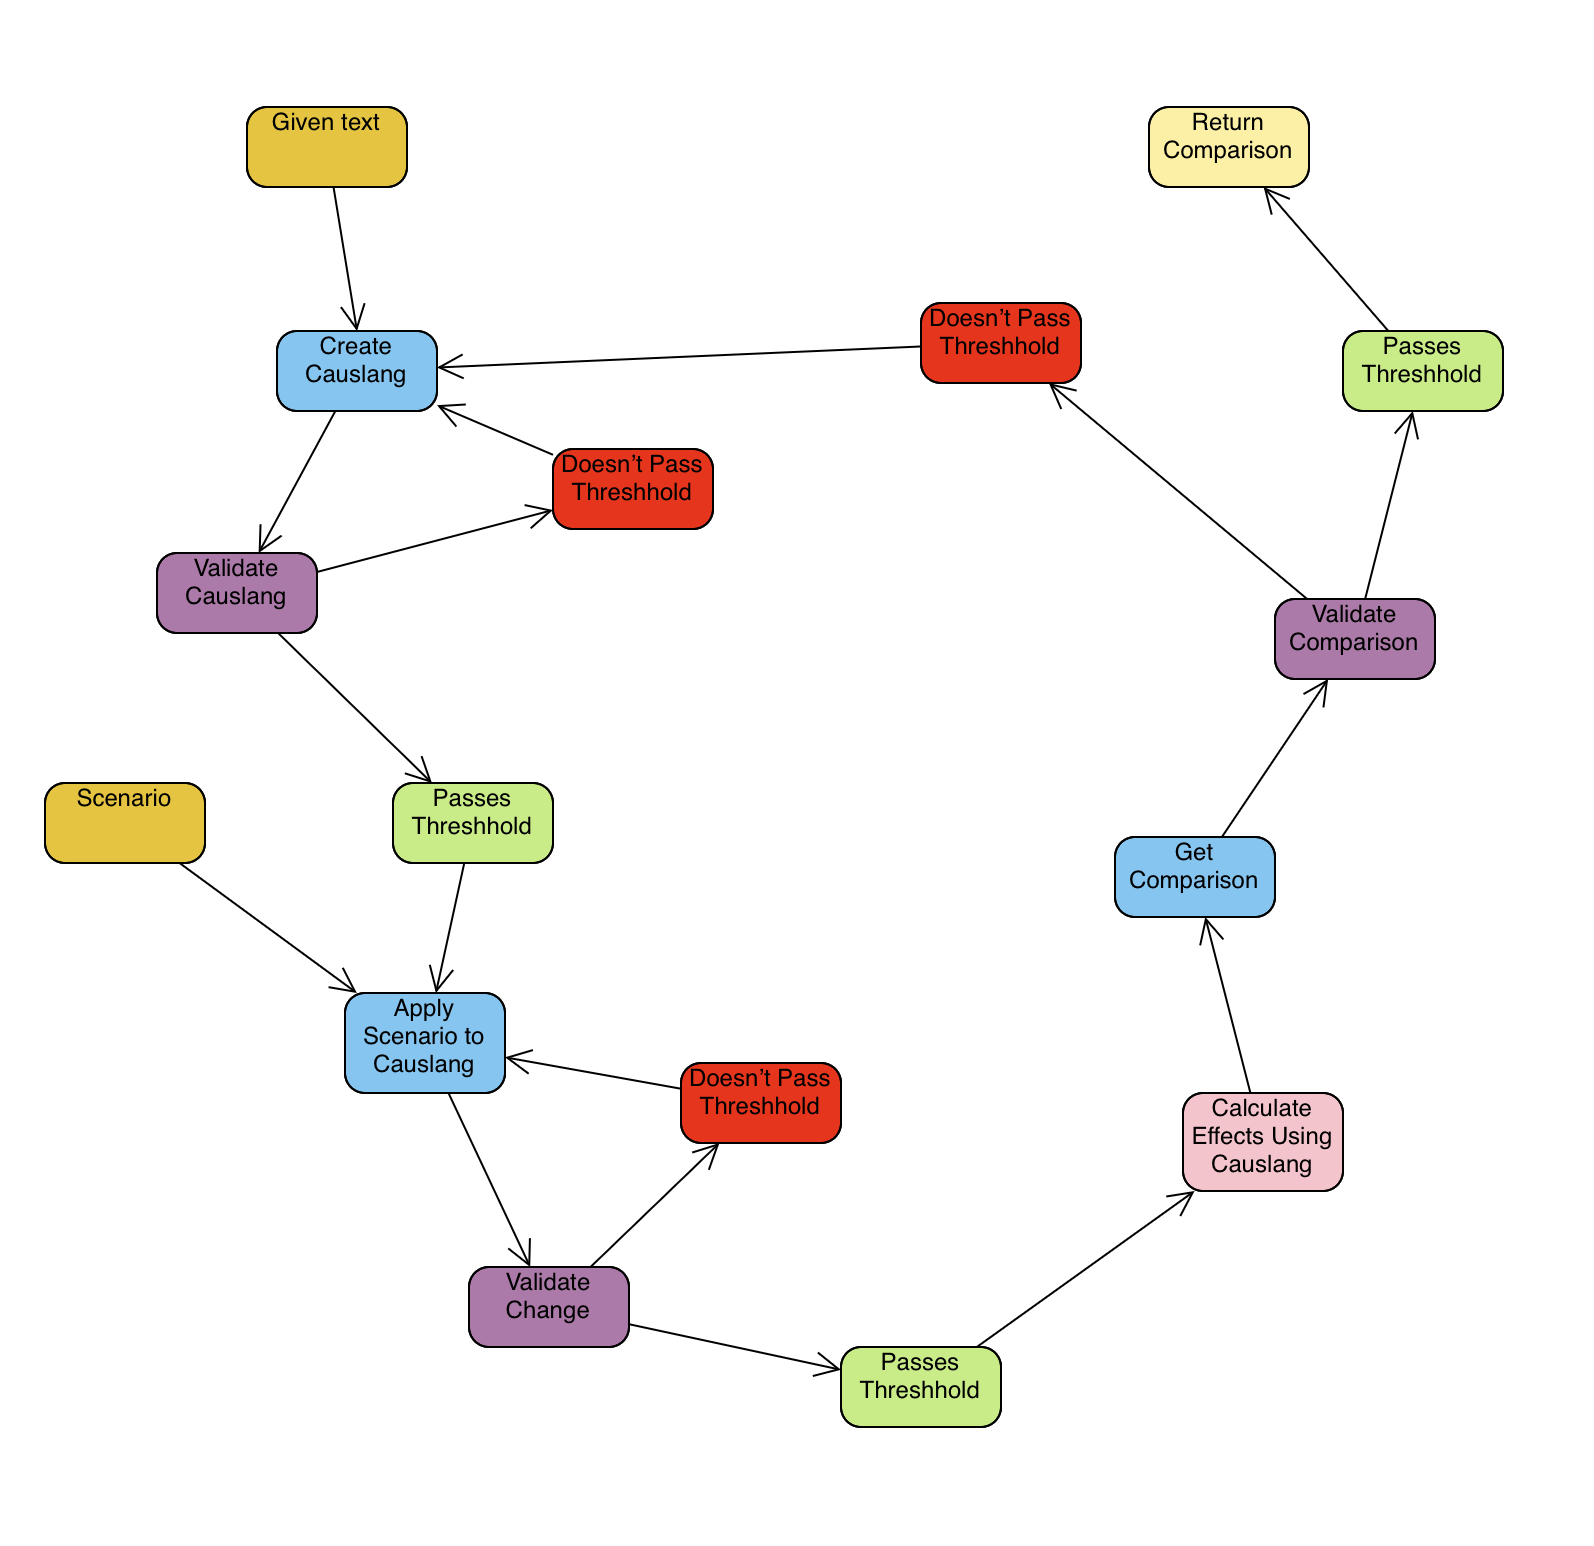 Given text
Return
Comparison
Doesn't Pass
Threshhold
Create
Causlang
Passes
Threshhold
Doesn't Pass
Threshhold
Validate
Causlang
Validate
Comparison
Scenario
Passes
Threshhold
Get
Comparison
Apply
Scenario to
Causlang
Doesn't Pass
Threshhold
Calculate
Effects Using
Causlang
Validate
Change
Passes
Threshhold